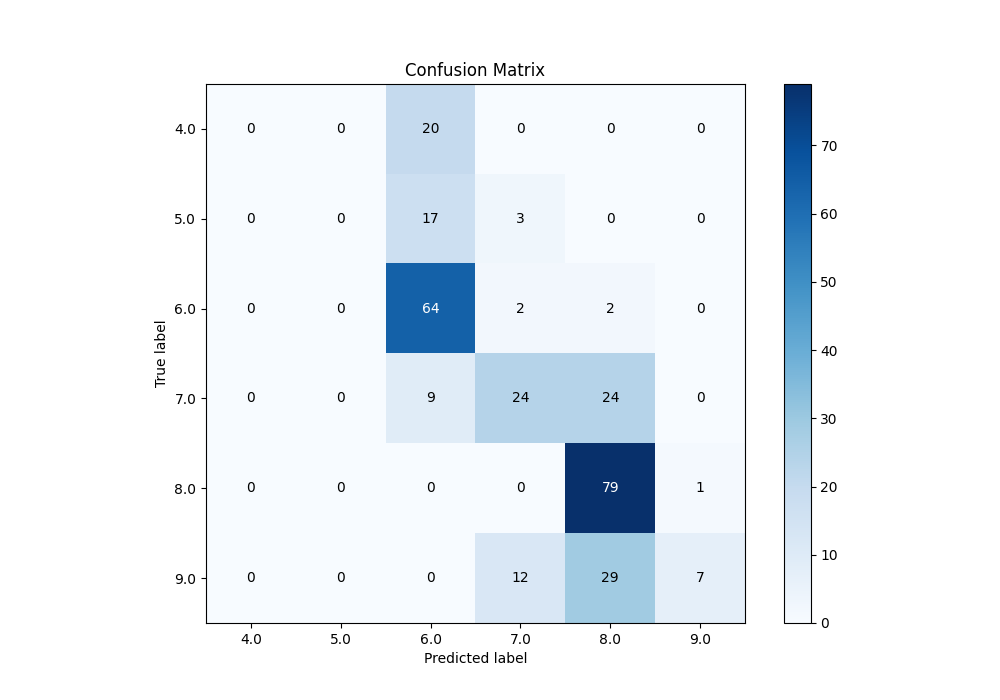 Confusion Matrix
True label
4.0 0 0 20 0 0 0
5.0 0 0 17 3 0 0
6.0 0 0 64 2 2 0
7.0 0 0 9 24 24 0
8.0 0 0 0 0 79 1
9.0 0 0 0 12 29 7
4.0 5.0 6.0 7.0 8.0 9.0
Predicted label
70
60
50
40
30
20
10
0